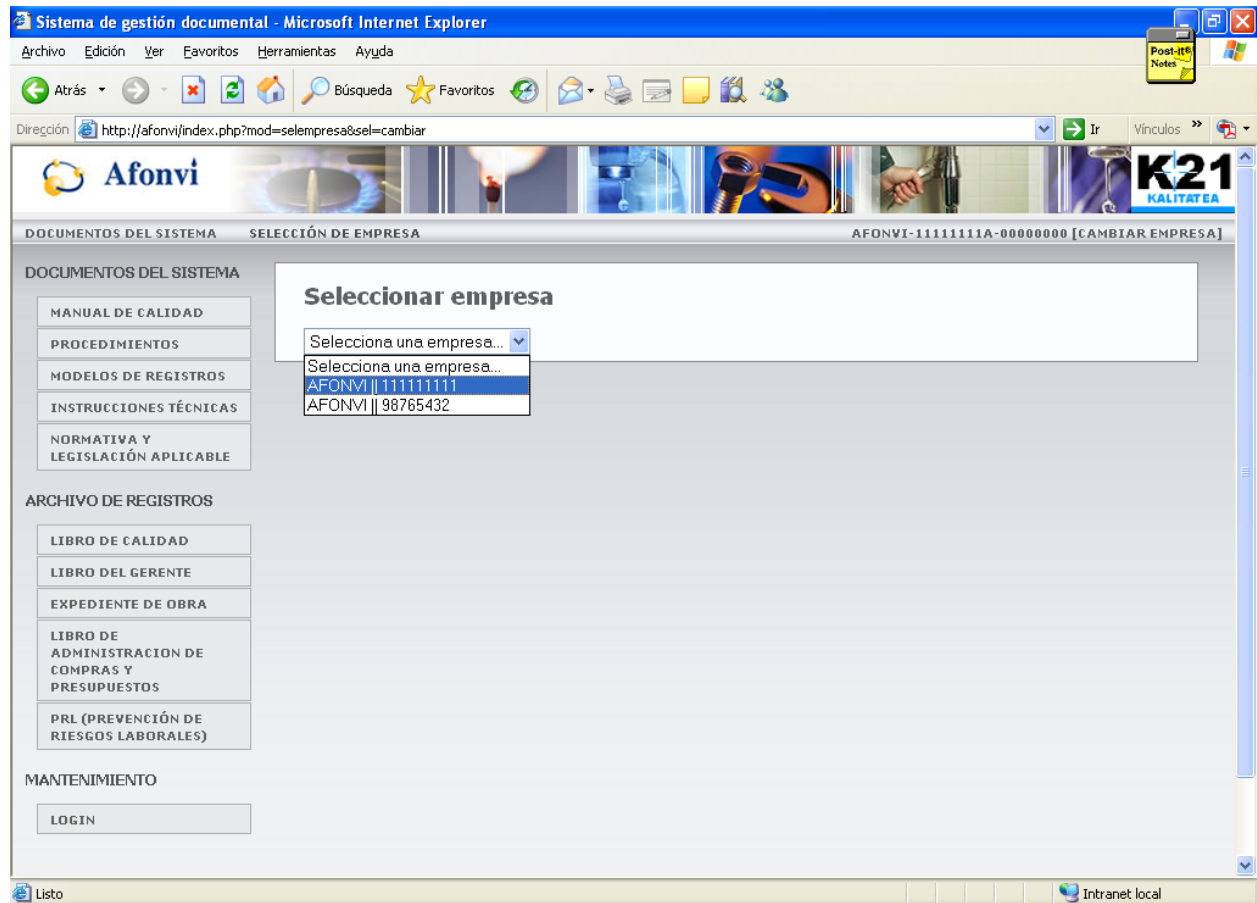 Sistema de gestión documental - Microsoft Internet Explorer
Archivo Edición Ver Favoritos Herramientas Ayuda
Post-it®
Notes
Atrás Búsqueda Favoritos
Dirección http://afonvi/index.php?mod=selempresa&sel=cambiar Ir Vínculos »
Afonvi
K21
KALITATEA
DOCUMENTOS DEL SISTEMA SELECCIÓN DE EMPRESA AFONVI-11111111A-00000000 [CAMBIAR EMPRESA]
DOCUMENTOS DEL SISTEMA
MANUAL DE CALIDAD
PROCEDIMIENTOS
MODELOS DE REGISTROS
INSTRUCCIONES TÉCNICAS
NORMATIVA Y
LEGISLACIÓN APLICABLE
ARCHIVO DE REGISTROS
LIBRO DE CALIDAD
LIBRO DEL GERENTE
EXPEDIENTE DE OBRA
LIBRO DE
ADMINISTRACION DE
COMPRAS Y
PRESUPUESTOS
PRL (PREVENCIÓN DE
RIESGOS LABORALES)
MANTENIMIENTO
LOGIN
Seleccionar empresa
Selecciona una empresa...
Selecciona una empresa...
AFONVI || 111111111
AFONVI || 98765432
Listo Intranet local